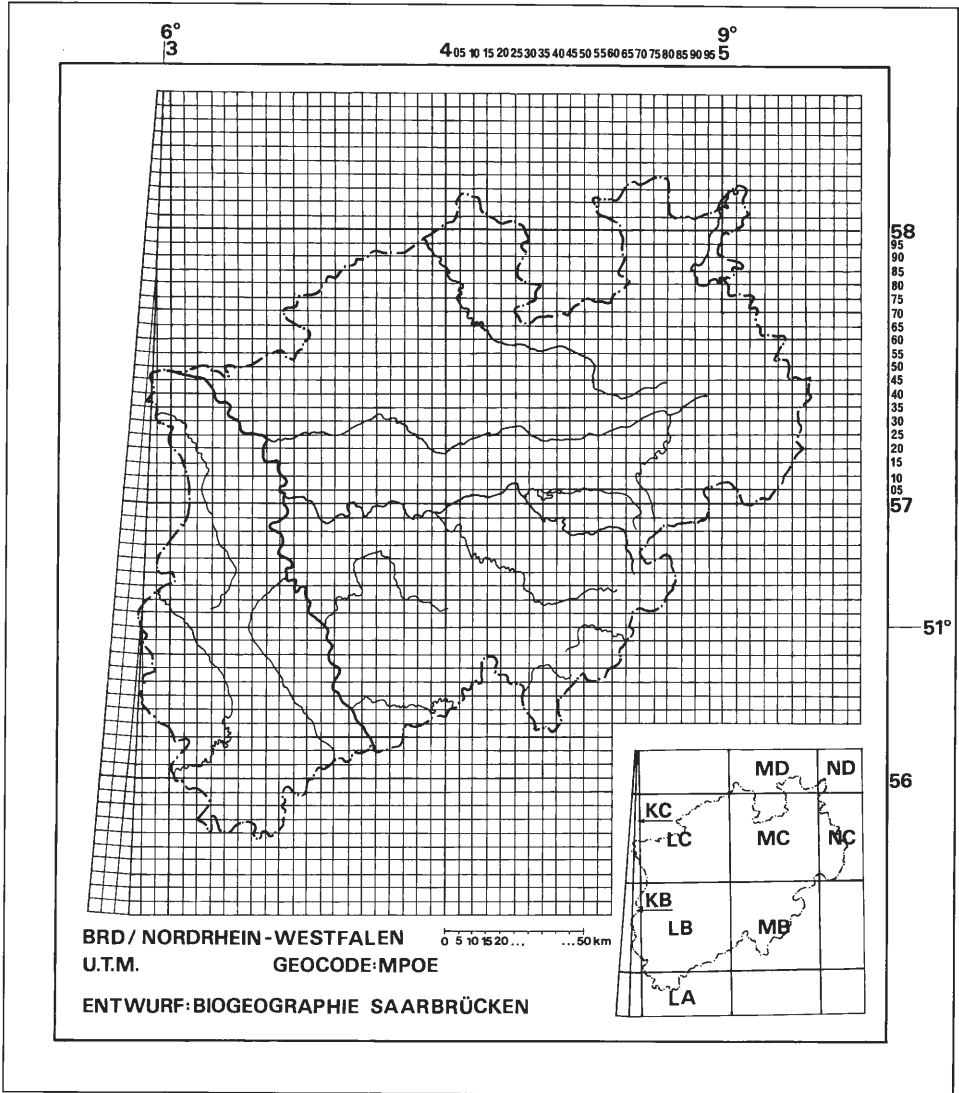 6° 9°
3 4 05 10 15 20 25 30 35 40 45 50 55 60 65 70 75 80 85 90 95 5
58
95
90
85
80
75
70
65
60
55
50
45
40
35
30
25
20
15
10
05
57
51°
56
MD ND
KC
LC MC NC
KB
LB MB
LA
BRD/NORDRHEIN-WESTFALEN
0 5 10 15 20 ... ...50 km
U.T.M. GEOCODE:MPOE
ENTWURF:BIOGEOGRAPHIE SAARBRÜCKEN